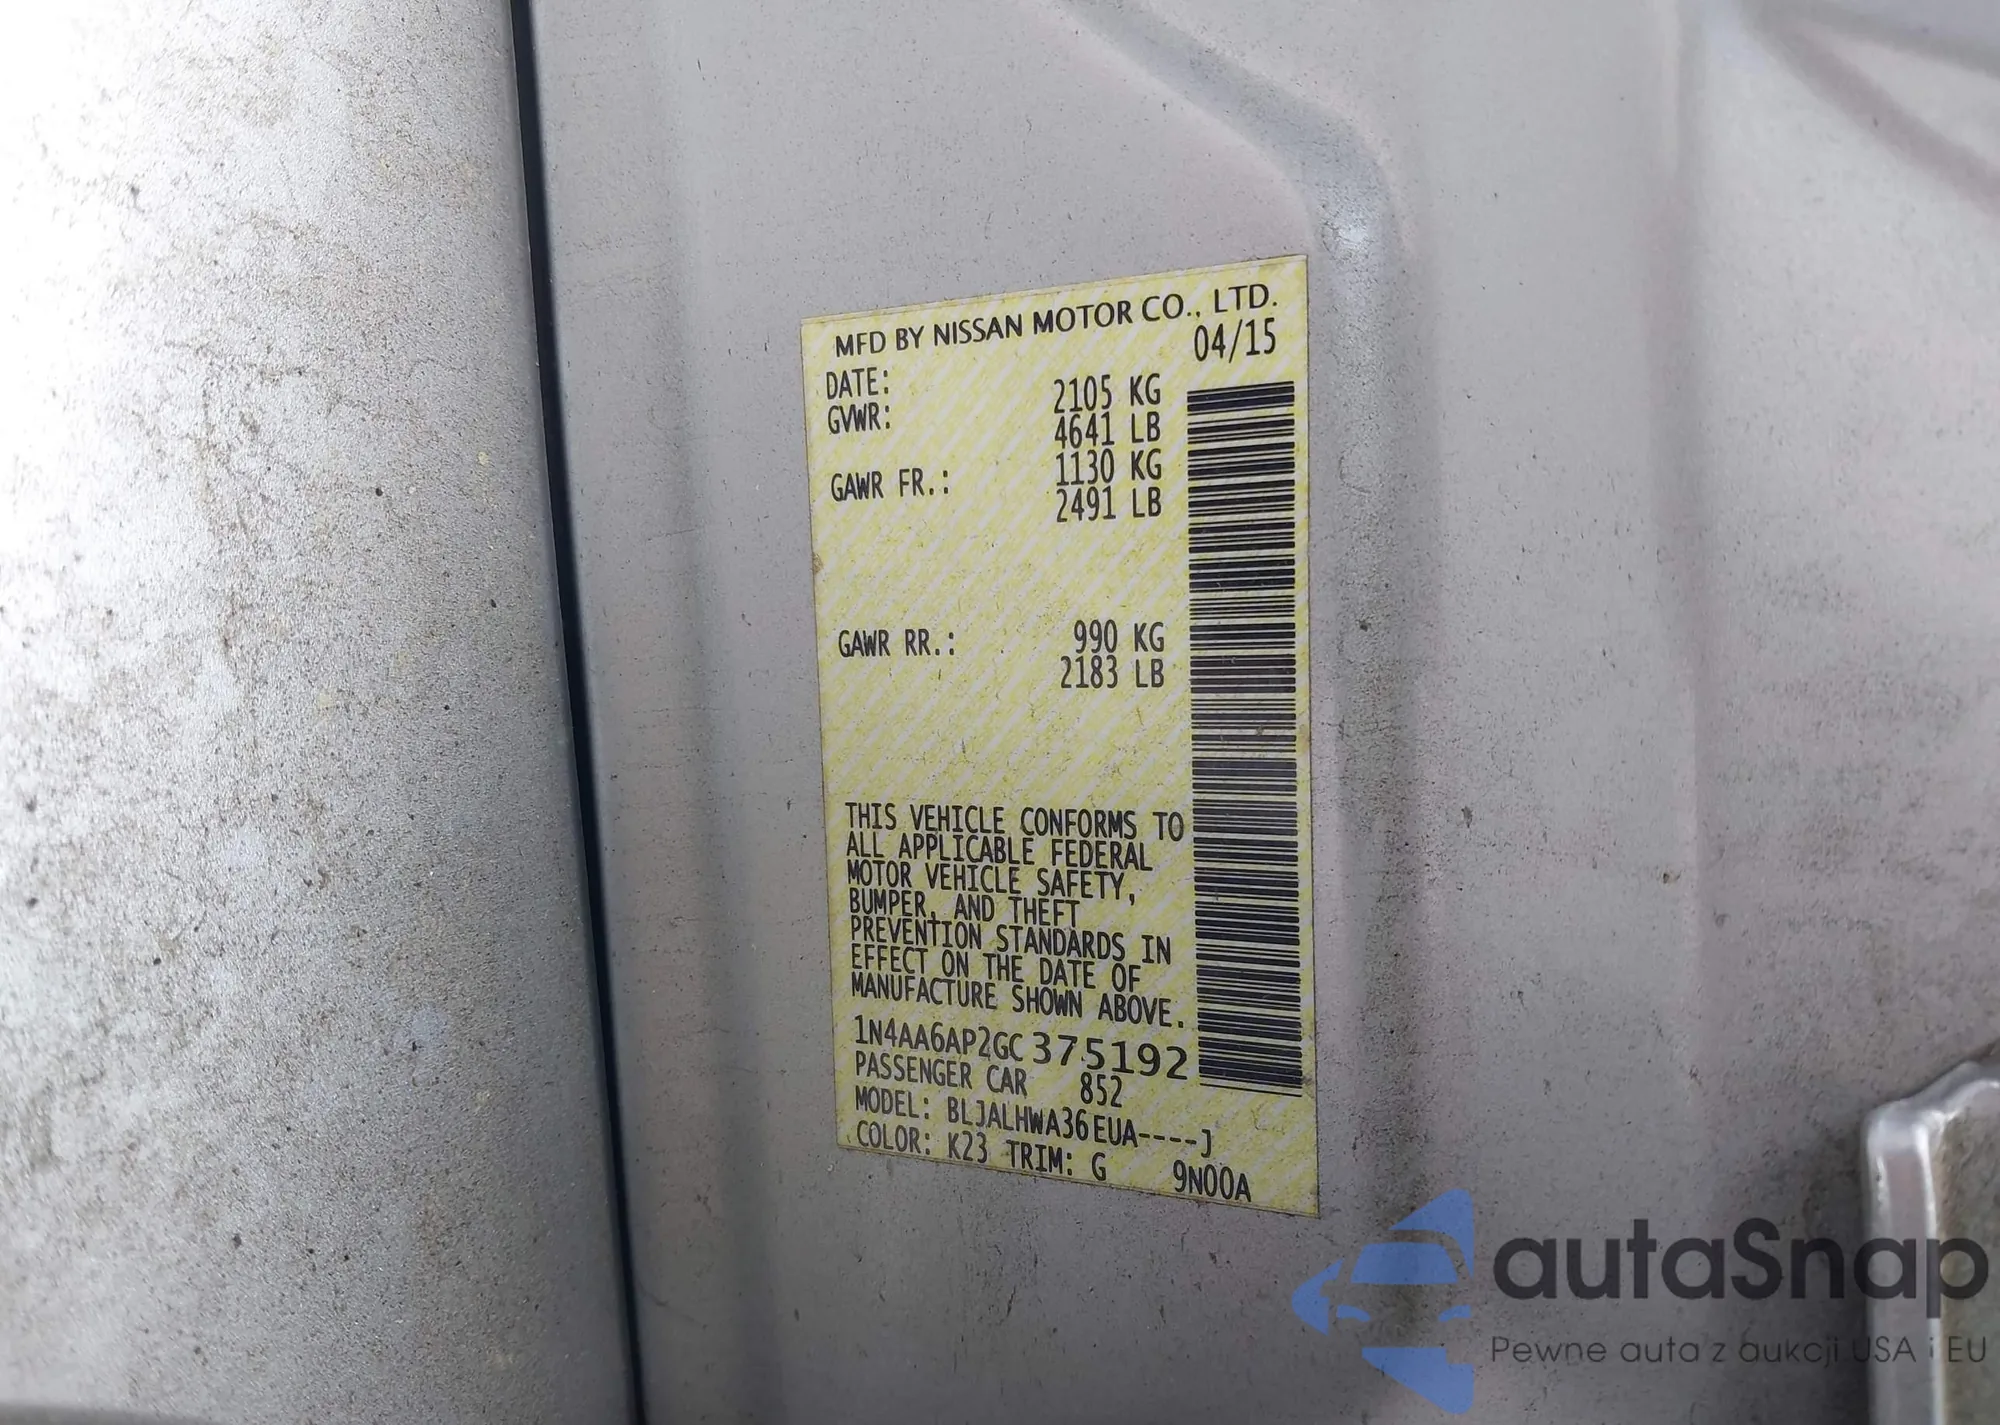 MFD BY NISSAN MOTOR CO., LTD.
DATE: 04/15
GVWR: 2105 KG
4641 LB
GAWR FR.: 1130 KG
2491 LB
GAWR RR.: 990 KG
2183 LB
THIS VEHICLE CONFORMS TO
ALL APPLICABLE FEDERAL
MOTOR VEHICLE SAFETY,
BUMPER, AND THEFT
PREVENTION STANDARDS IN
EFFECT ON THE DATE OF
MANUFACTURE SHOWN ABOVE.
1N4AA6AP2GC375192
PASSENGER CAR 852
MODEL: BLJALHWA36EUA----J
COLOR: K23 TRIM: G 9N00A
autaSnap
Pewne auta z aukcji USA i EU